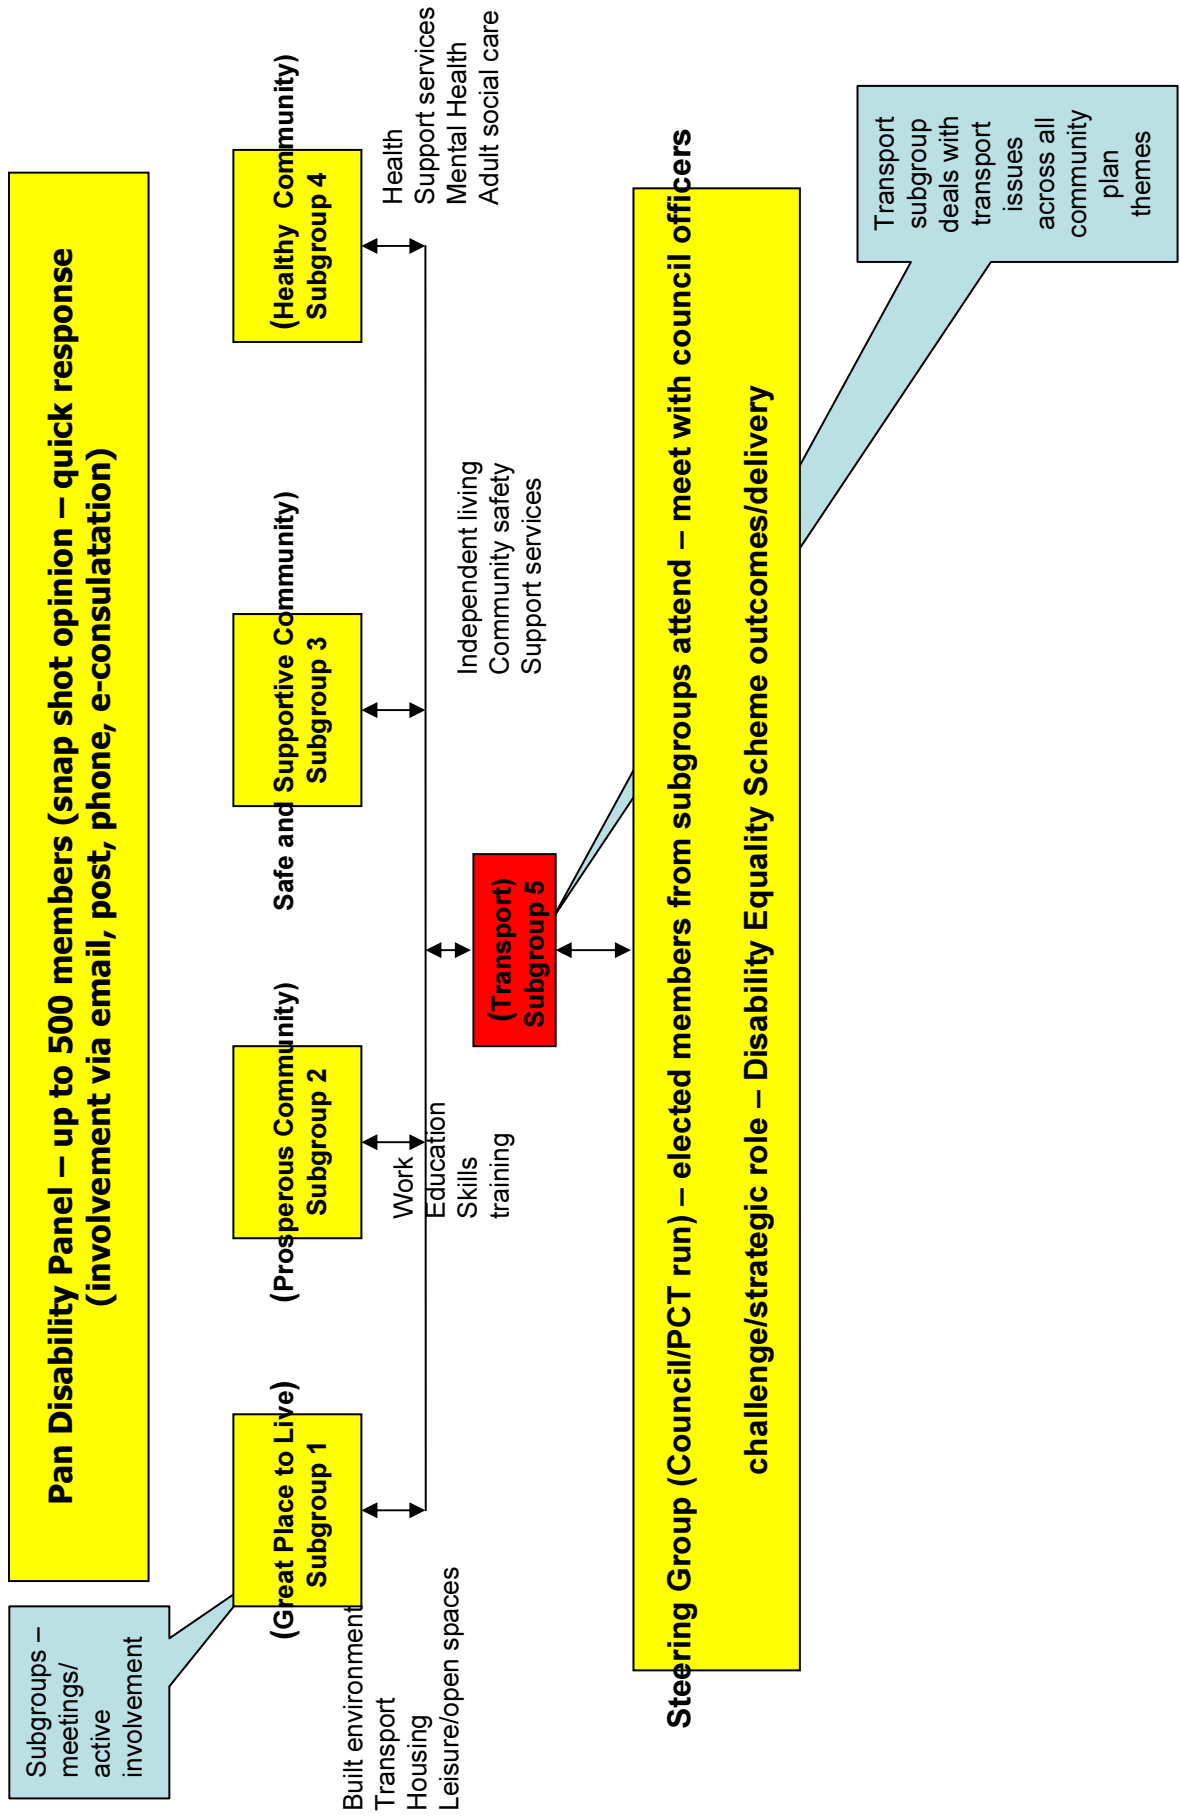 Pan Disability Panel – up to 500 members (snap shot opinion – quick response
(involvement via email, post, phone, e-consulatation)
Subgroups –
meetings/
active
involvement
(Great Place to Live)
Subgroup 1
(Prosperous Community)
Subgroup 2
Safe and Supportive Community)
Subgroup 3
(Healthy Community)
Subgroup 4
Built environment
Transport
Housing
Leisure/open spaces
Work
Education
Skills
training
Independent living
Community safety
Support services
Health
Support services
Mental Health
Adult social care
(Transport)
Subgroup 5
Steering Group (Council/PCT run) – elected members from subgroups attend – meet with council officers
challenge/strategic role – Disability Equality Scheme outcomes/delivery
Transport
subgroup
deals with
transport
issues
across all
community
plan
themes